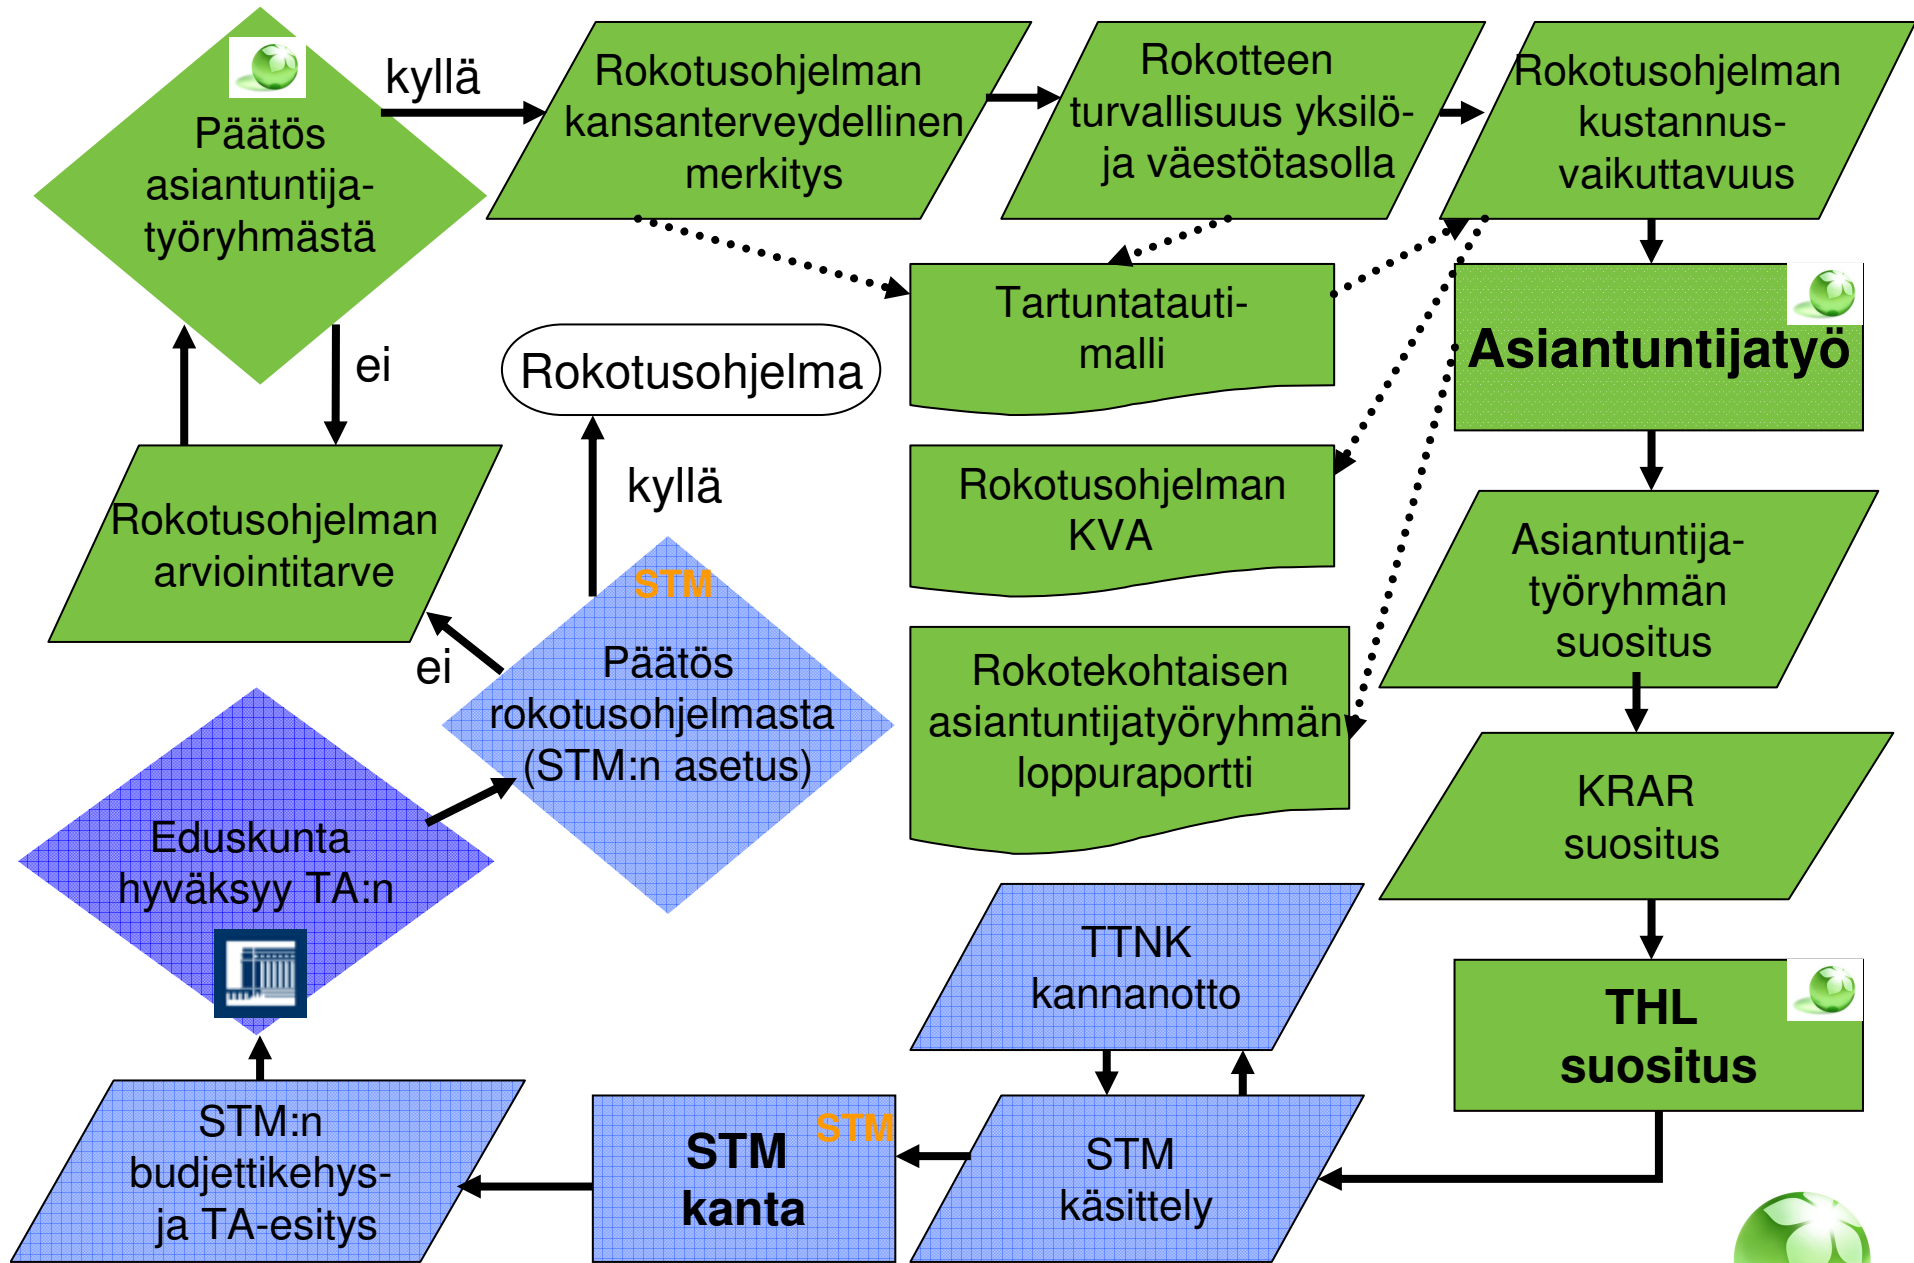 Päätös
asiantuntija-
työryhmästä
kyllä
Rokotusohjelman
kansanterveydellinen
merkitys
Rokotteen
turvallisuus yksilö-
ja väestötasolla
Rokotusohjelman
kustannus-
vaikuttavuus
ei
Rokotusohjelma
Tartuntatauti-
malli
Asiantuntijatyö
Rokotusohjelman
arviointitarve
kyllä
Rokotusohjelman
KVA
Asiantuntija-
työryhmän
suositus
STM
Päätös
rokotusohjelmasta
(STM:n asetus)
ei
Rokotekohtaisen
asiantuntijatyöryhmän
loppuraportti
KRAR
suositus
Eduskunta
hyväksyy TA:n
TTNK
kannanotto
THL
suositus
STM:n
budjettikehys-
ja TA-esitys
STM
STM
kanta
STM
käsittely